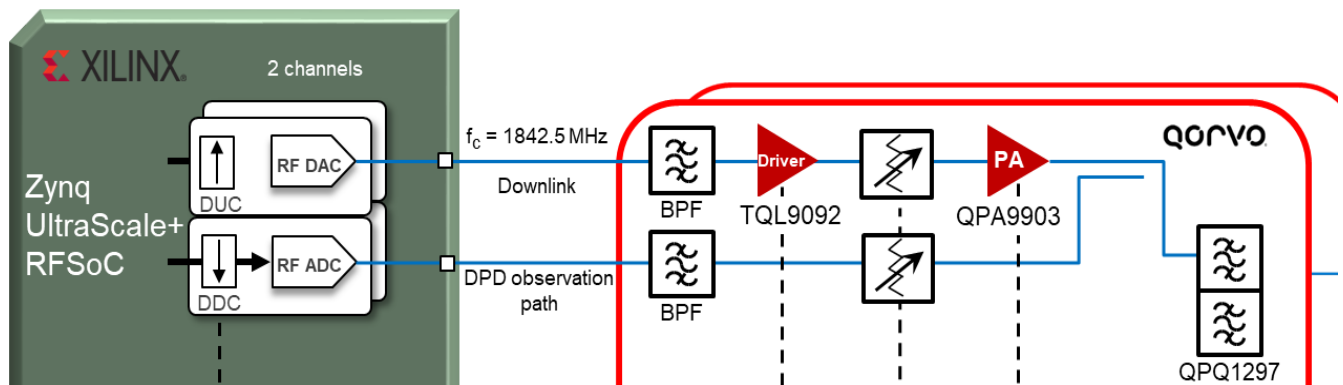 XILINX®
2 channels
Zynq
UltraScale+
RFSoC
RF DAC
DUC
RF ADC
DDC
fc = 1842.5 MHz
Downlink
DPD observation
path
BPF
Driver
TQL9092
PA
QPA9903
QORVO
BPF
QPQ1297